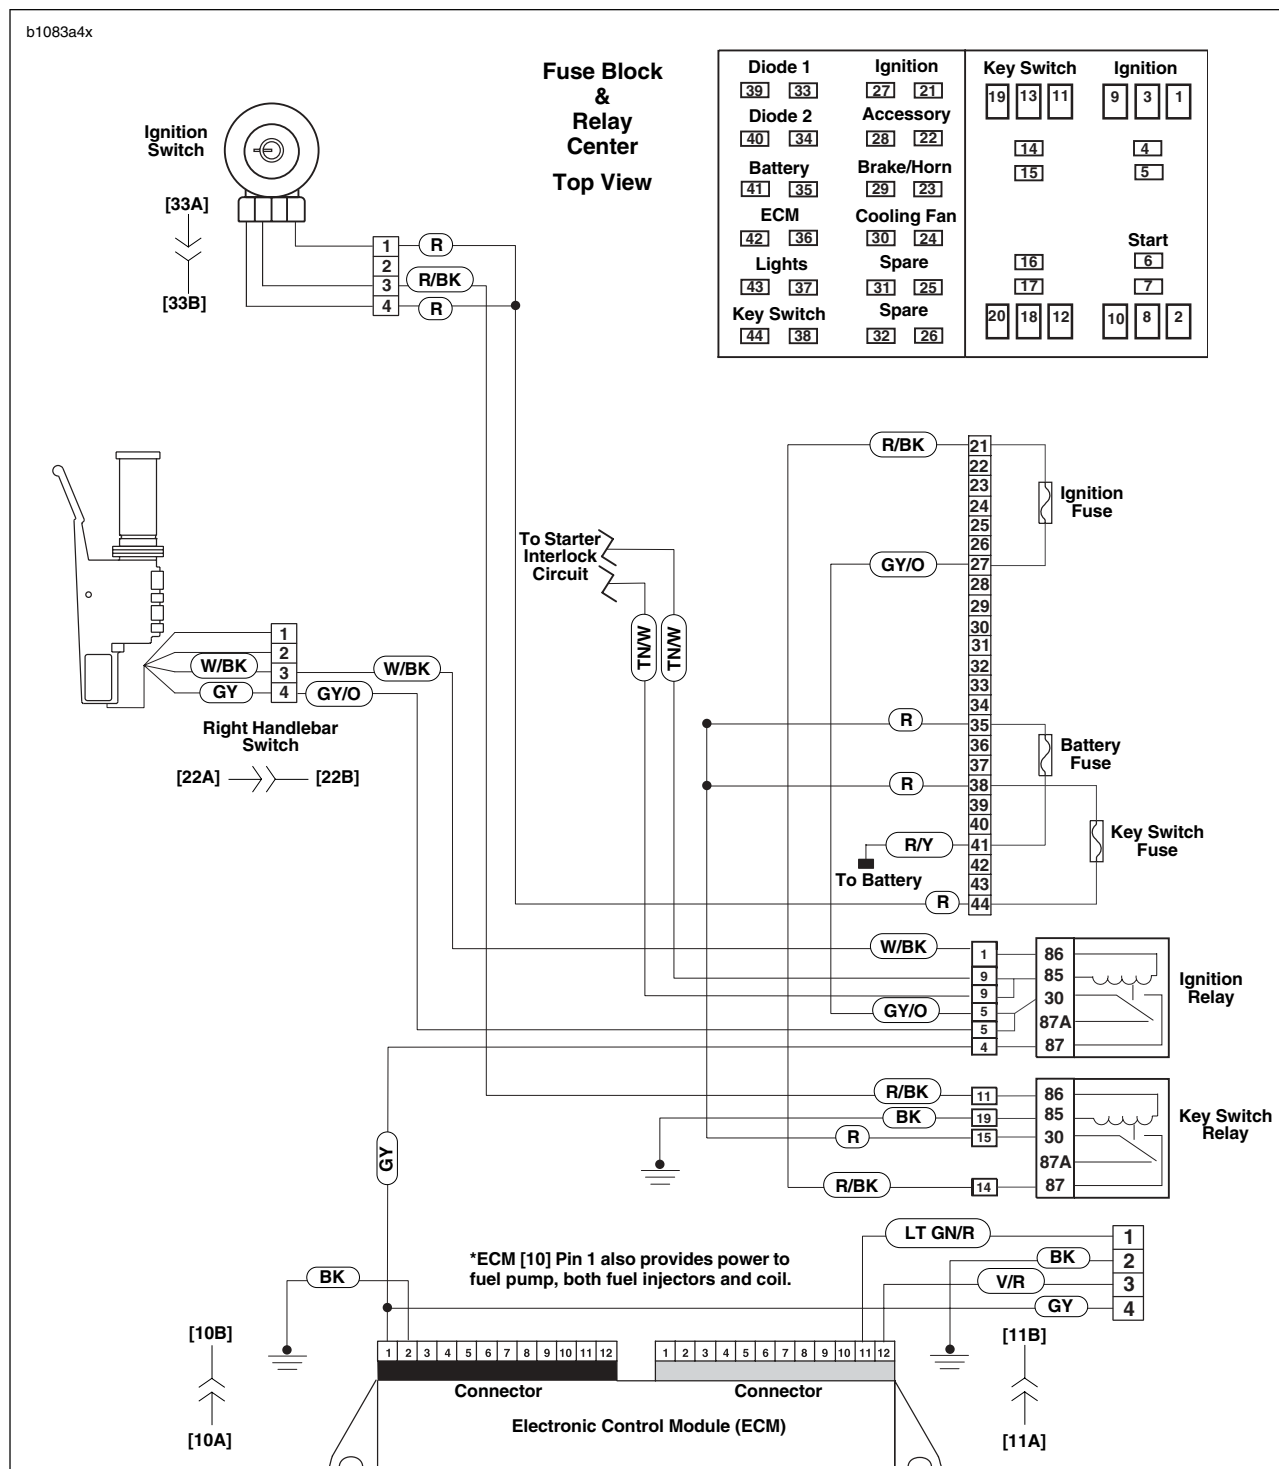 b1083a4x
Fuse Block
&
Relay
Center
Top View
Diode 1 Ignition
39 33 27 21
Diode 2 Accessory
40 34 28 22
Battery Brake/Horn
41 35 29 23
ECM Cooling Fan
42 36 30 24
Lights Spare
43 37 31 25
Key Switch Spare
44 38 32 26
Key Switch Ignition
19 13 11 9 3 1
14 4
15 5
Start
16 6
17 7
20 18 12 10 8 2
Ignition
Switch
[33A]
[33B]
1 R
2
3 R/BK
4 R
To Starter
Interlock
Circuit
TN/W TN/W
R/BK 21
22
23
24
25
26
GY/O 27
28
29
30
31
32
33
34
R 35
36
37
R 38
39
40
R/Y 41
42
43
R 44
Ignition
Fuse
Battery
Fuse
Key Switch
Fuse
To Battery
1
2
W/BK 3 W/BK
GY 4 GY/O
Right Handlebar
Switch
[22A] [22B]
W/BK 1 86
9 85
9 30
GY/O 5 87A
5 87
4
Ignition
Relay
R/BK 11 86
BK 19 85
R 15 30
87A
R/BK 14 87
Key Switch
Relay
GY
LT GN/R 1
BK 2
V/R 3
GY 4
*ECM [10] Pin 1 also provides power to
fuel pump, both fuel injectors and coil.
BK
[10B]
[10A]
[11B]
[11A]
1 2 3 4 5 6 7 8 9 10 11 12
1 2 3 4 5 6 7 8 9 10 11 12
Connector Connector
Electronic Control Module (ECM)